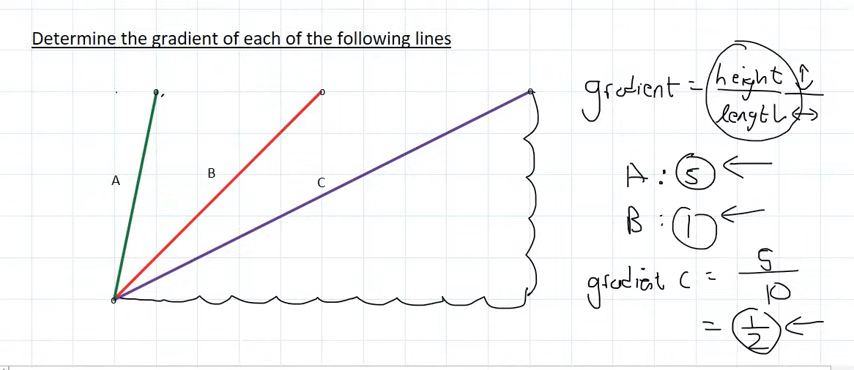 Determine the gradient of each of the following lines
A
B
C
gradient = height / length
A : 5
B : 1
gradient C = 5/10
= 1/2